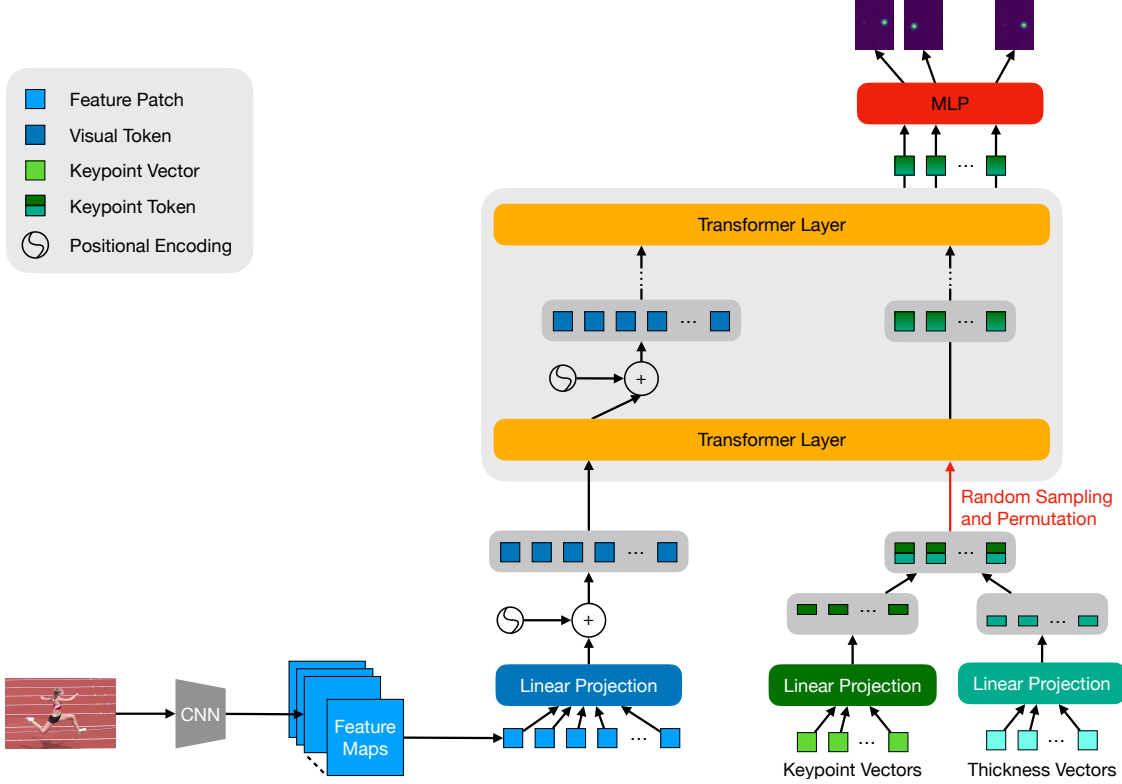 Feature Patch
Visual Token
Keypoint Vector
Keypoint Token
Positional Encoding
MLP
...
Transformer Layer
...
...
+
Transformer Layer
Random Sampling
and Permutation
...
...
+
...
...
CNN
Feature
Maps
Linear Projection
Linear Projection
Linear Projection
...
...
...
Keypoint Vectors
Thickness Vectors